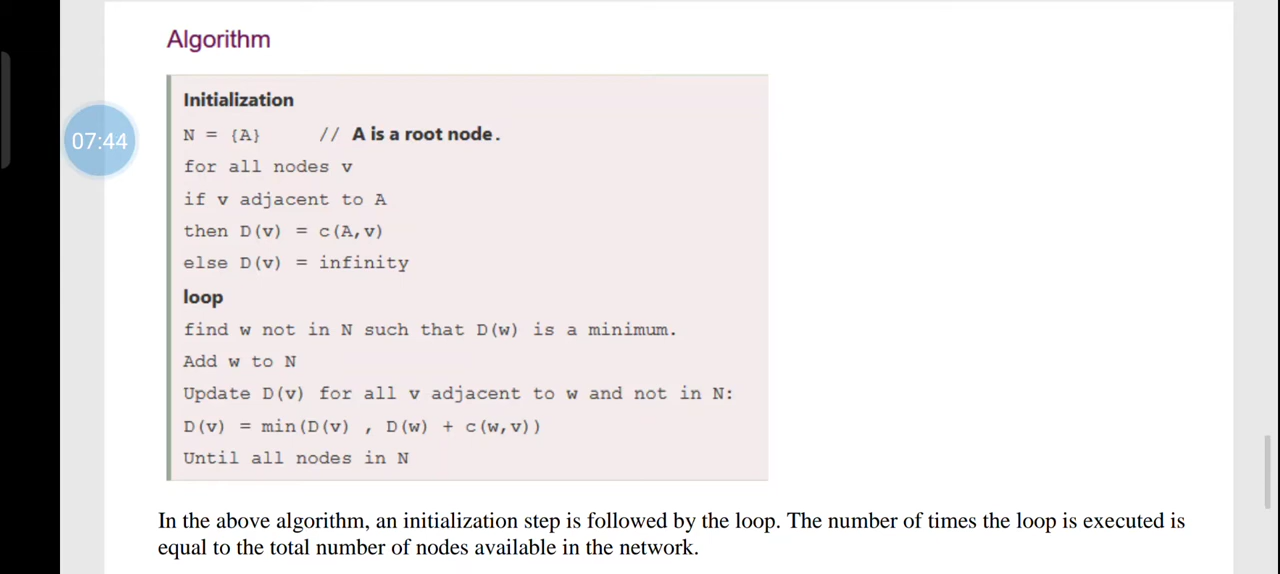 Algorithm
Initialization
N = {A} // A is a root node.
07:44
for all nodes v
if v adjacent to A
then D(v) = c(A,v)
else D(v) = infinity
loop
find w not in N such that D(w) is a minimum.
Add w to N
Update D(v) for all v adjacent to w and not in N:
D(v) = min(D(v) , D(w) + c(w,v))
Until all nodes in N
In the above algorithm, an initialization step is followed by the loop. The number of times the loop is executed is
equal to the total number of nodes available in the network.